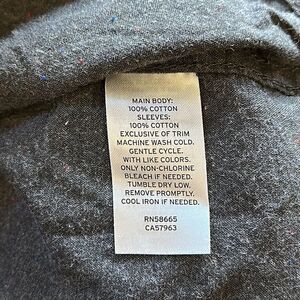 MAIN BODY:
100% COTTON
SLEEVES:
100% COTTON
EXCLUSIVE OF TRIM
MACHINE WASH COLD.
GENTLE CYCLE.
WITH LIKE COLORS.
ONLY NON-CHLORINE
BLEACH IF NEEDED.
TUMBLE DRY LOW.
REMOVE PROMPTLY.
COOL IRON IF NEEDED.
RN58665
CA57963